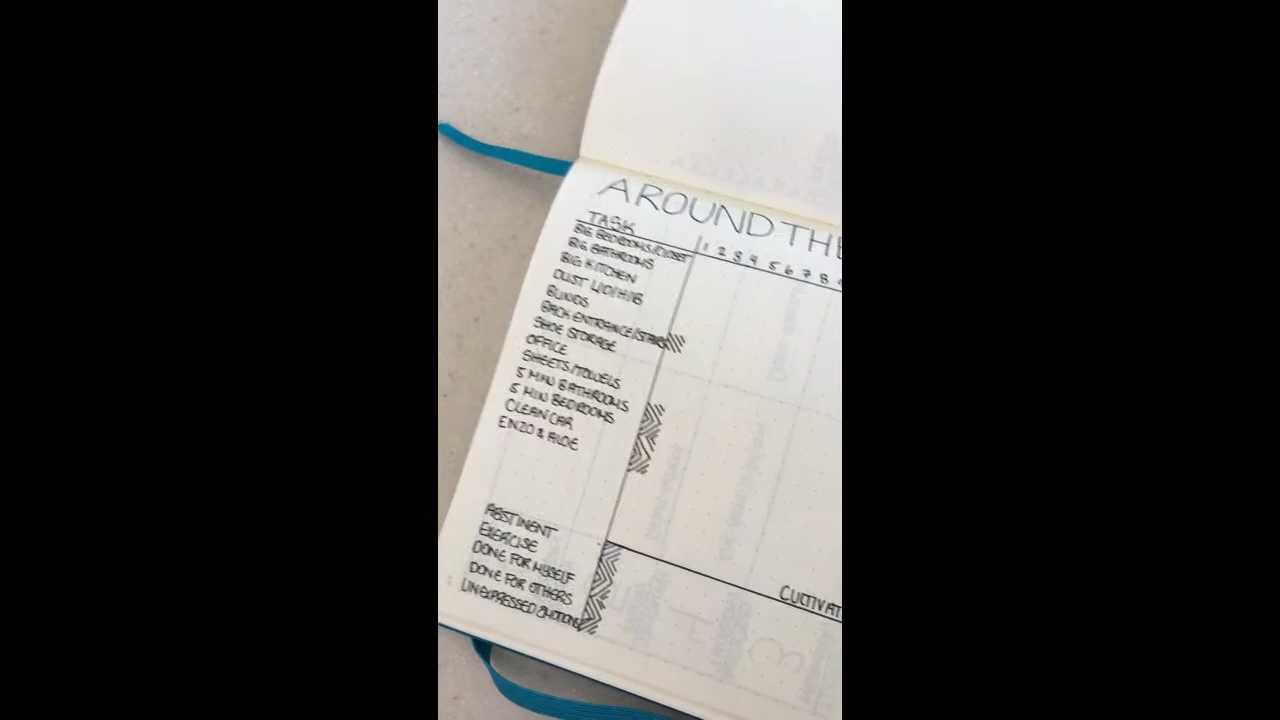 AROUND THE
TASK
1 2 3 4 5 6 7 8
BIG BEDROOMS/CLOSET
BIG BATHROOMS
BIG KITCHEN
DUST L/O/H/B
BLINDS
BACK ENTRANCE/STAIRS
SHOE STORAGE
OFFICE
SHEETS/TOWELS
5 MIN BATHROOMS
5 MIN BEDROOMS
CLEAN CAR
ENZO & ALOE
ABSTINENT
EXERCISE
DONE FOR MYSELF
DONE FOR OTHERS
UNEXPRESSED EMOTIONS
CULTIVAT